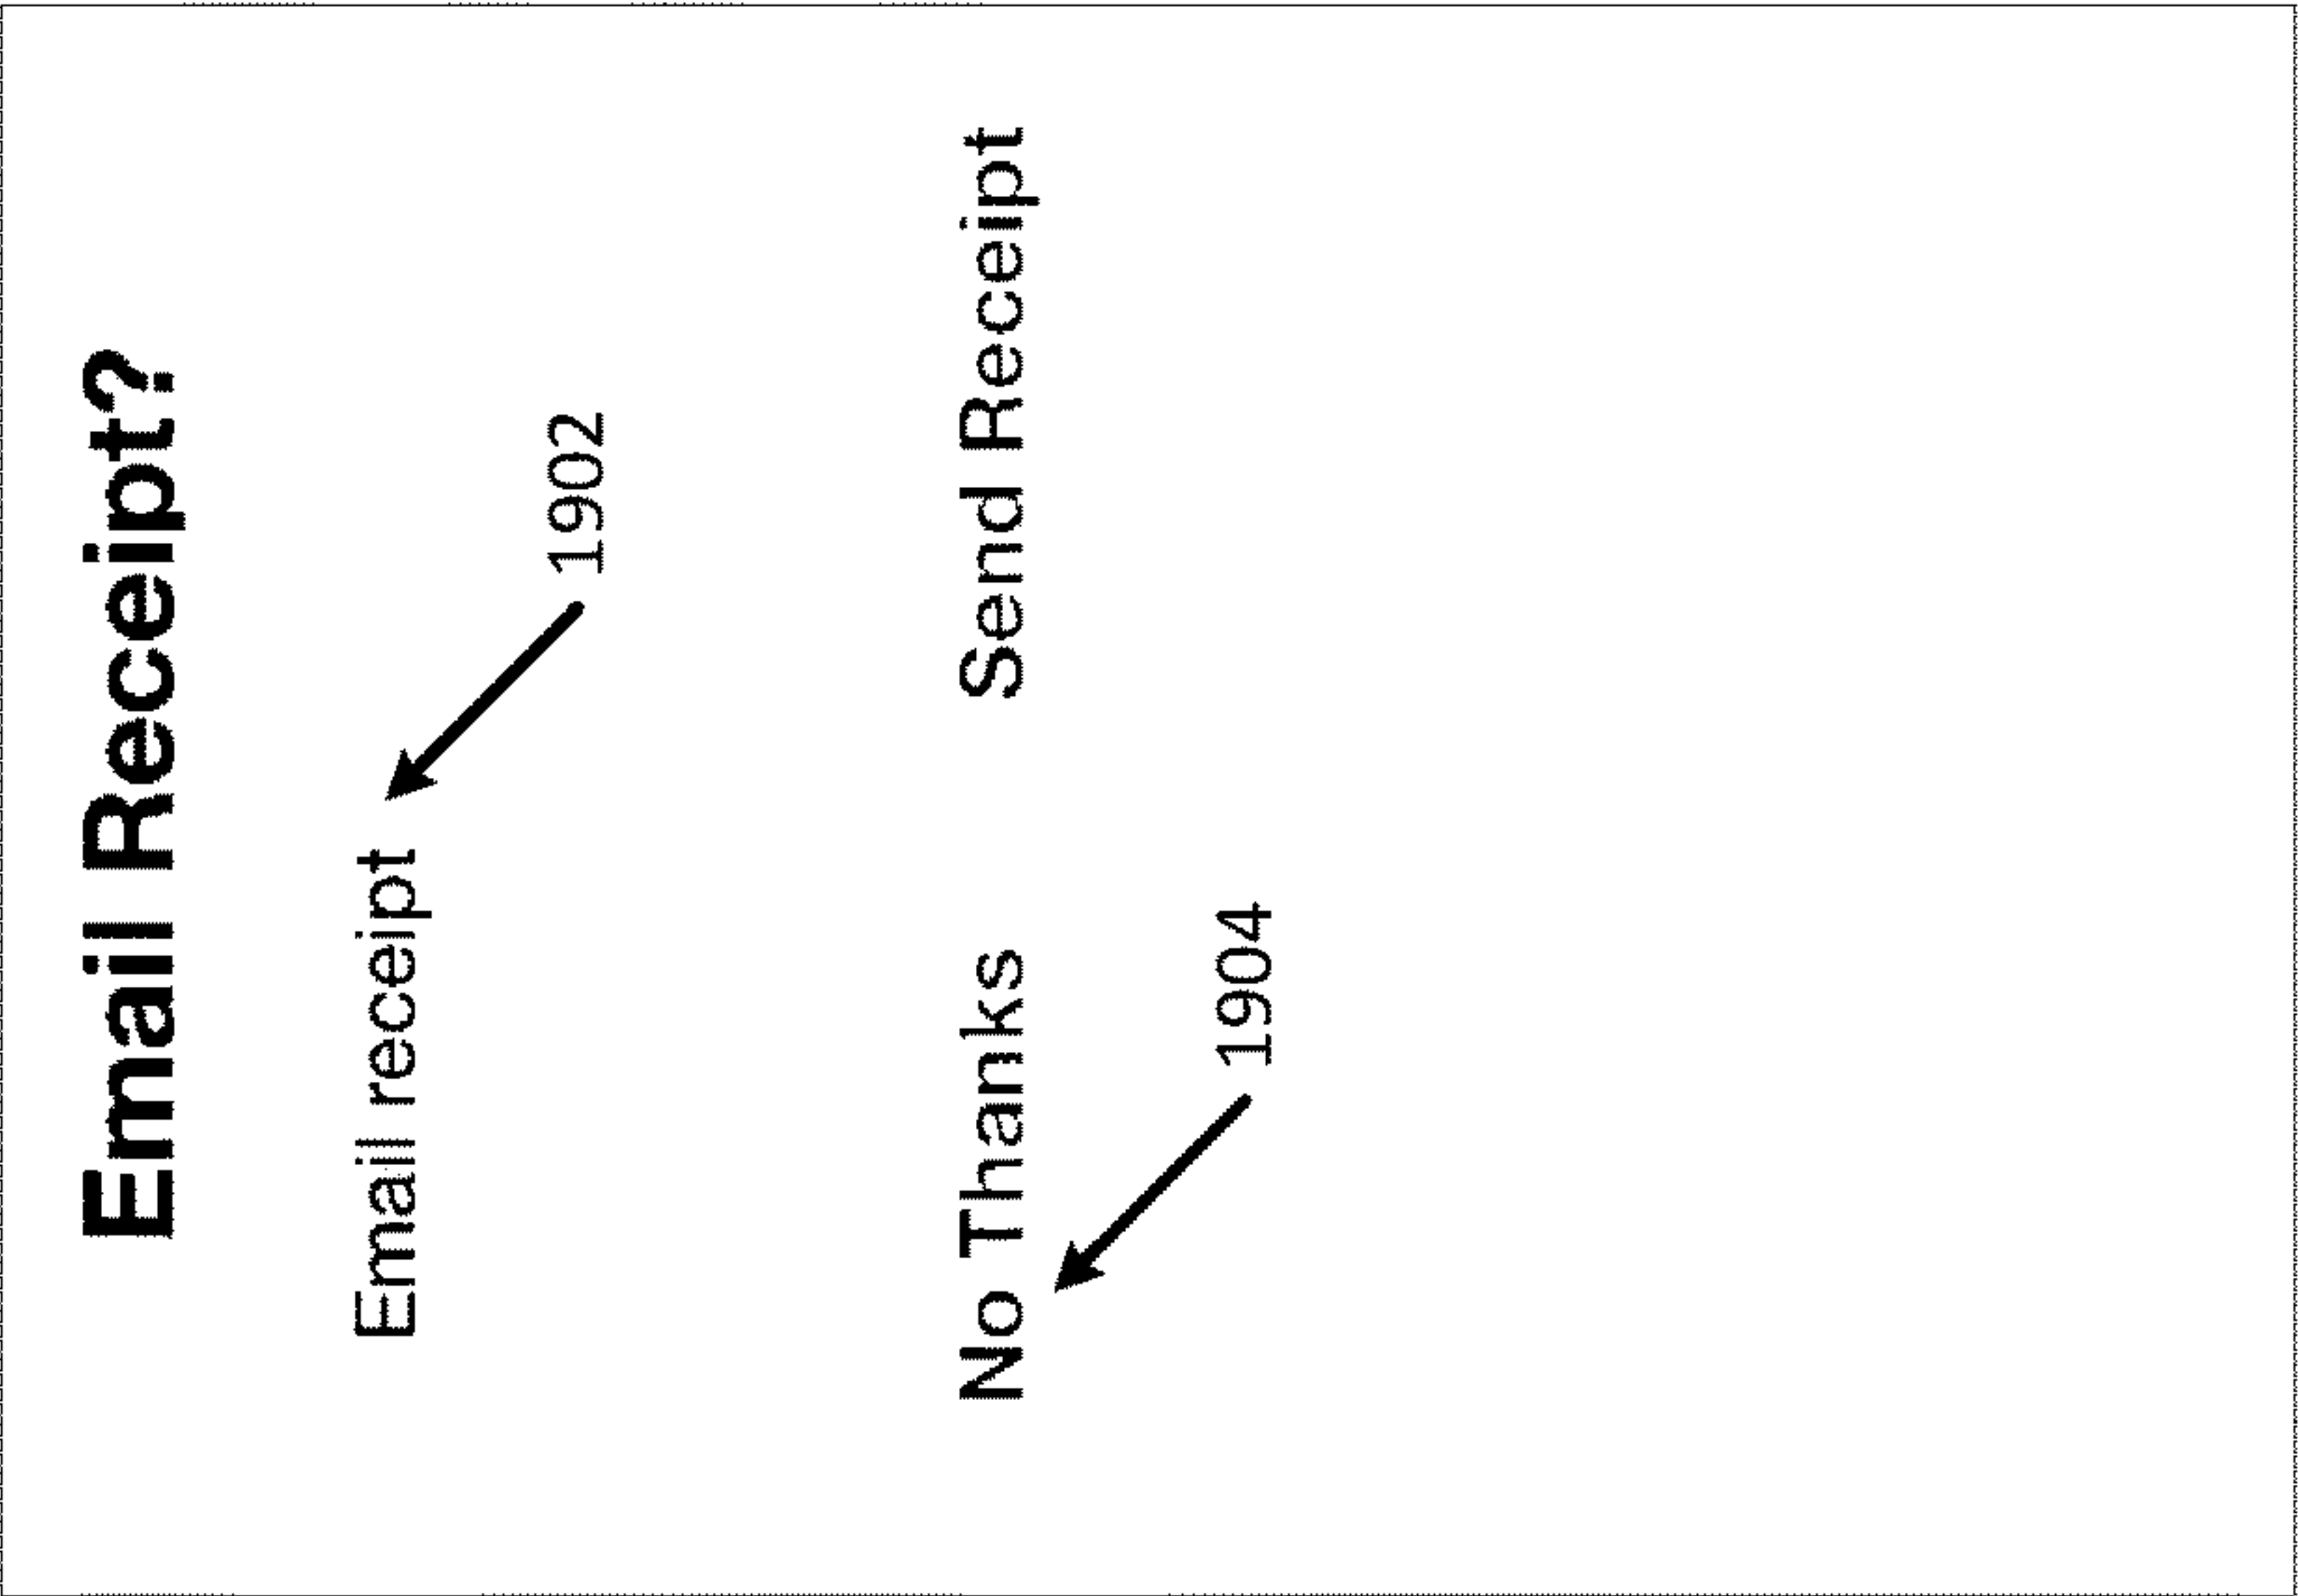 Email Receipt?
Email receipt
1902
No Thanks Send Receipt
1904